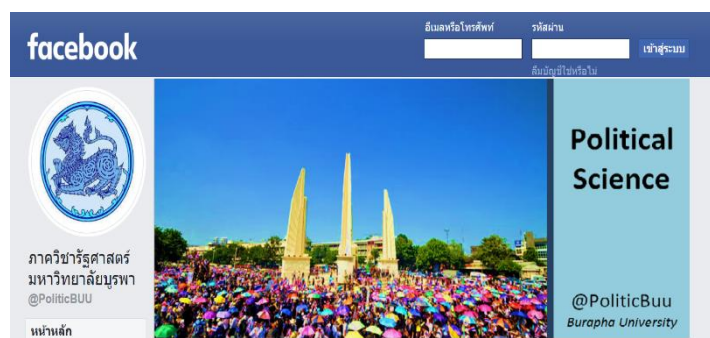 facebook
อีเมลหรือโทรศัพท์
รหัสผ่าน
เข้าสู่ระบบ
ลืมบัญชีใช่หรือไม่
ภาควิชารัฐศาสตร์
มหาวิทยาลัยบูรพา
@PoliticBUU
หน้าหลัก
Political
Science
@PoliticBuu
Burapha University